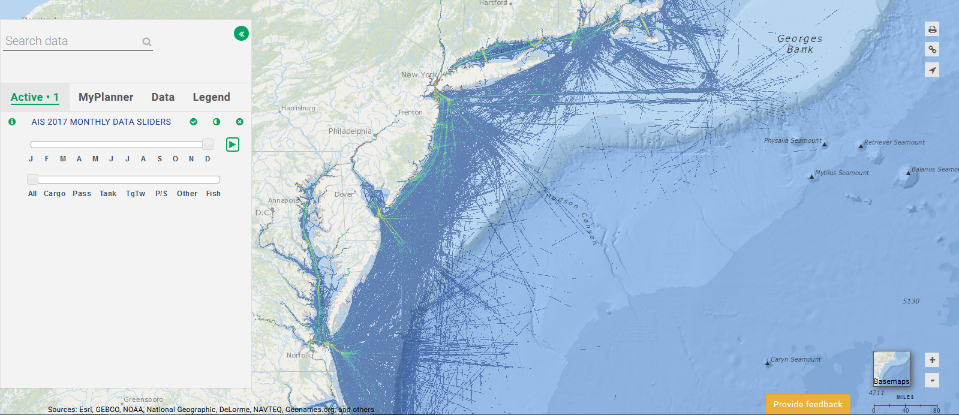 Search data
«
Active • 1
MyPlanner
Data
Legend
AIS 2017 MONTHLY DATA SLIDERS
J F M A M J J A S O N D
All Cargo Pass Tank TgTw P/S Other Fish
Hartford
New York
Harrisburg
Trenton
Philadelphia
Dover
Annapolis
D.C.
Norfolk
Greensboro
Georges
Bank
Physalia Seamount
Retriever Seamount
Mytilus Seamount
Balanus Seamoun
Hudson Canyon
5130
Caryn Seamount
4211
Basemaps
+
-
MILES
0 40 80
Provide feedback
Sources: Esri, GEBCO, NOAA, National Geographic, DeLorme, NAVTEQ, Geonames.org, and others